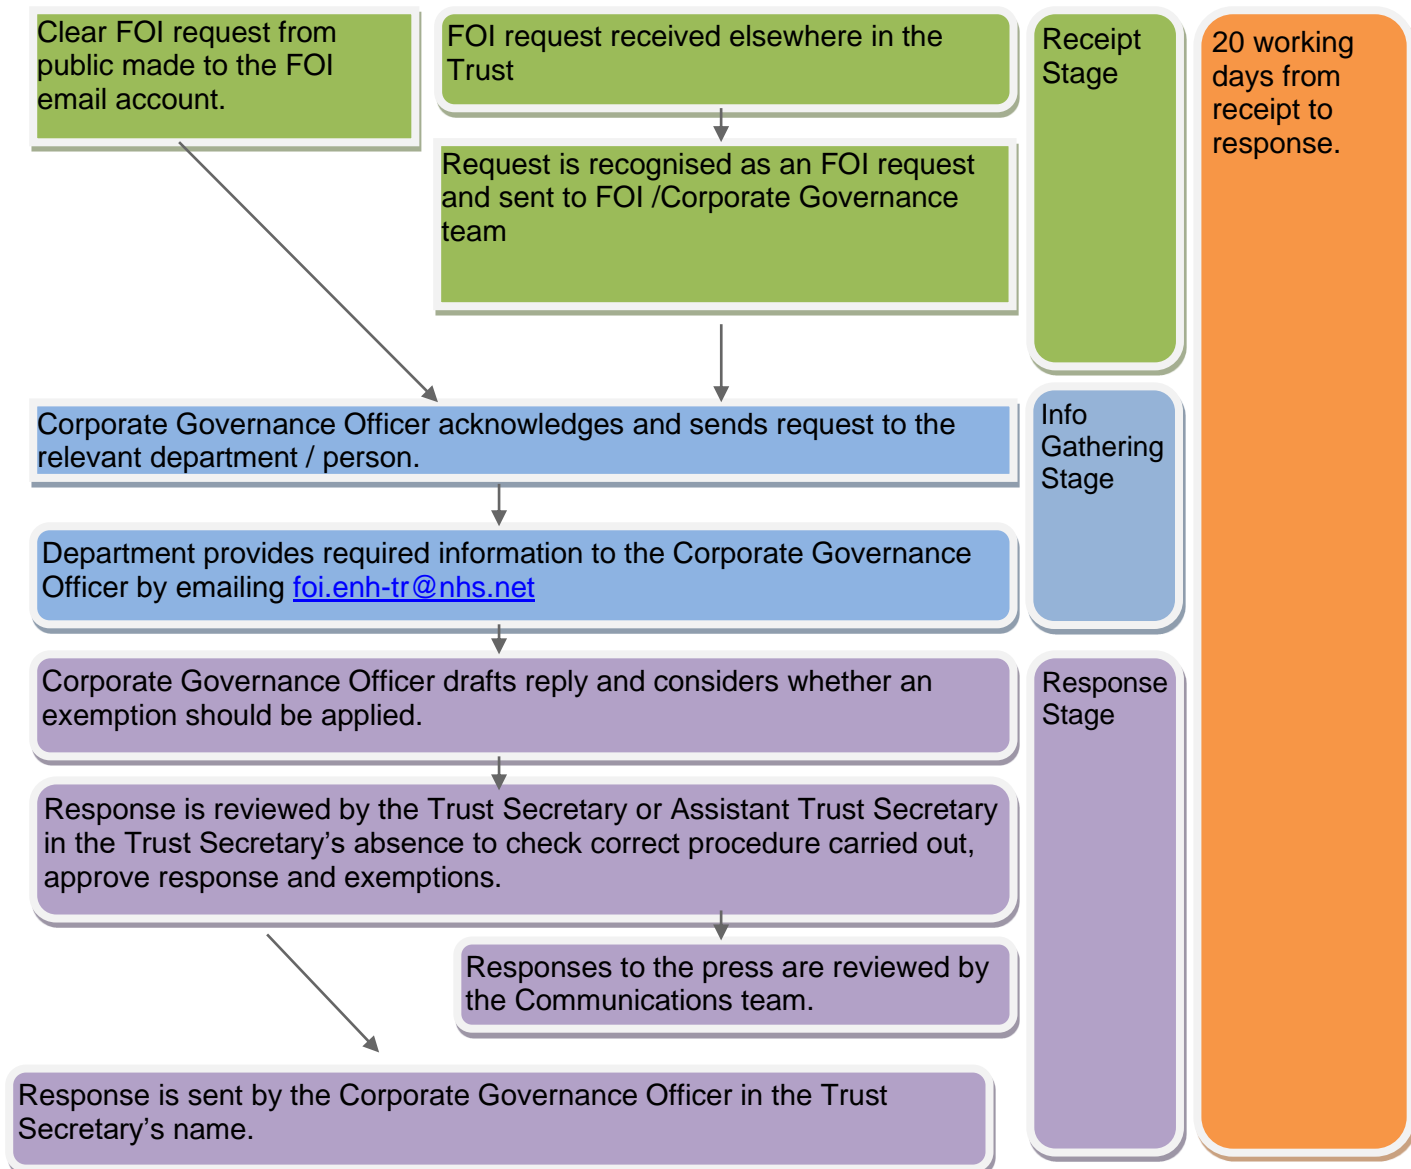 Clear FOI request from
public made to the FOI
email account.
FOI request received elsewhere in the
Trust
Request is recognised as an FOI request
and sent to FOI /Corporate Governance
team
Receipt
Stage
20 working
days from
receipt to
response.
Corporate Governance Officer acknowledges and sends request to the
relevant department / person.
Info
Gathering
Stage
Department provides required information to the Corporate Governance
Officer by emailing foi.enh-tr@nhs.net
Corporate Governance Officer drafts reply and considers whether an
exemption should be applied.
Response
Stage
Response is reviewed by the Trust Secretary or Assistant Trust Secretary
in the Trust Secretary’s absence to check correct procedure carried out,
approve response and exemptions.
Responses to the press are reviewed by
the Communications team.
Response is sent by the Corporate Governance Officer in the Trust
Secretary’s name.